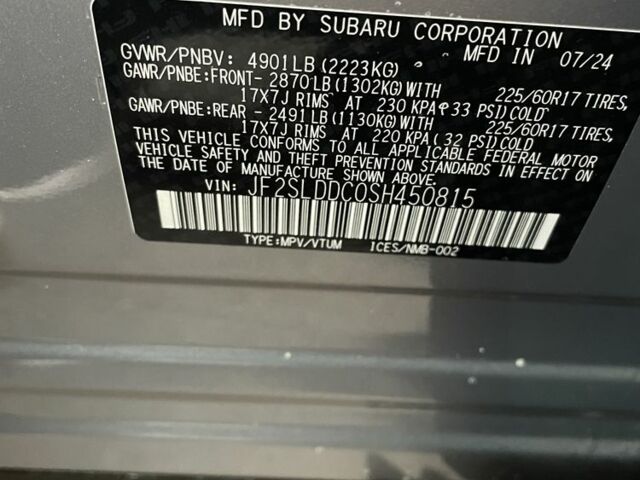 MFD BY SUBARU CORPORATION
GVWR/PNBV: 4901LB (2223KG) MFD IN 07/24
GAWR/PNBE:FRONT- 2870LB (1302KG) WITH 225/60R17 TIRES,
17X7J RIMS AT 230 KPA (33 PSI) COLD
GAWR/PNBE:REAR - 2491LB (1130KG) WITH 225/60R17 TIRES,
17X7J RIMS AT 220 KPA (32 PSI) COLD
THIS VEHICLE CONFORMS TO ALL APPLICABLE FEDERAL MOTOR
VEHICLE SAFETY AND THEFT PREVENTION STANDARDS IN EFFECT
ON THE DATE OF MANUFACTURE SHOWN ABOVE.
VIN: JF2SLDDC0SH450815
TYPE:MPV/VTUM ICES/NMB-002